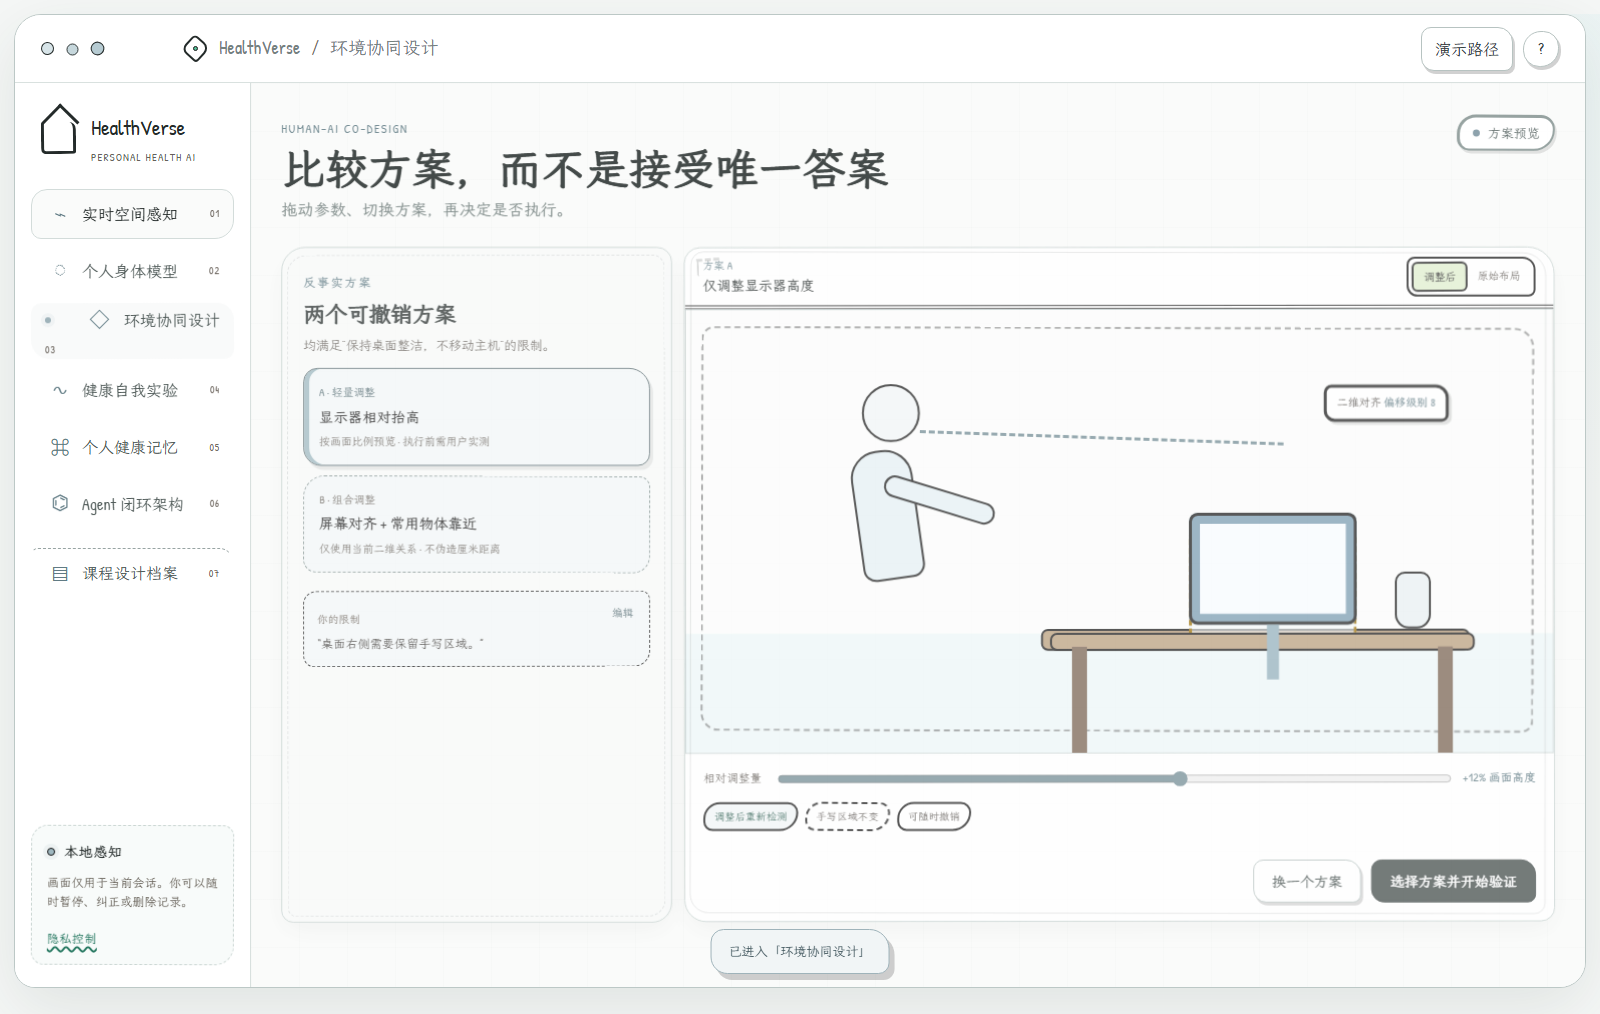 HealthVerse / 环境协同设计
演示路径
?
HealthVerse
PERSONAL HEALTH AI
实时空间感知 01
个人身体模型 02
环境协同设计
03
健康自我实验 04
个人健康记忆 05
Agent 闭环架构 06
课程设计档案 07
本地感知
画面仅用于当前会话。你可以随
时暂停、纠正或删除记录。
隐私控制
HUMAN-AI CO-DESIGN
比较方案，而不是接受唯一答案
拖动参数、切换方案，再决定是否执行。
方案预览
反事实方案
两个可撤销方案
均满足“保持桌面整洁，不移动主机”的限制。
A · 轻量调整
显示器相对抬高
按画面比例预览 · 执行前需用户实测
B · 组合调整
屏幕对齐 + 常用物体靠近
仅使用当前二维关系 · 不伪造厘米距离
你的限制
编辑
“桌面右侧需要保留手写区域。”
方案 A
仅调整显示器高度
调整后
原始布局
二维对齐 偏移级别 8
相对调整量
+12% 画面高度
调整后重新检测
手写区域不变
可随时撤销
换一个方案
选择方案并开始验证
已进入「环境协同设计」